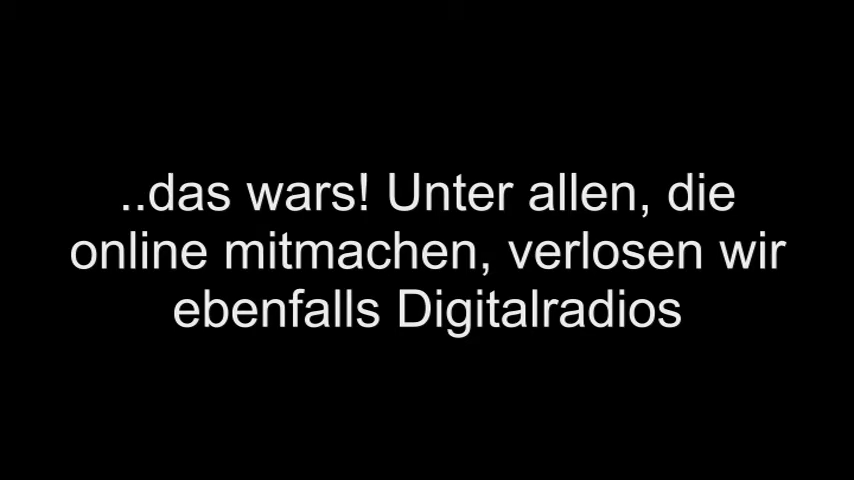 ..das wars! Unter allen, die
online mitmachen, verlosen wir
ebenfalls Digitalradios